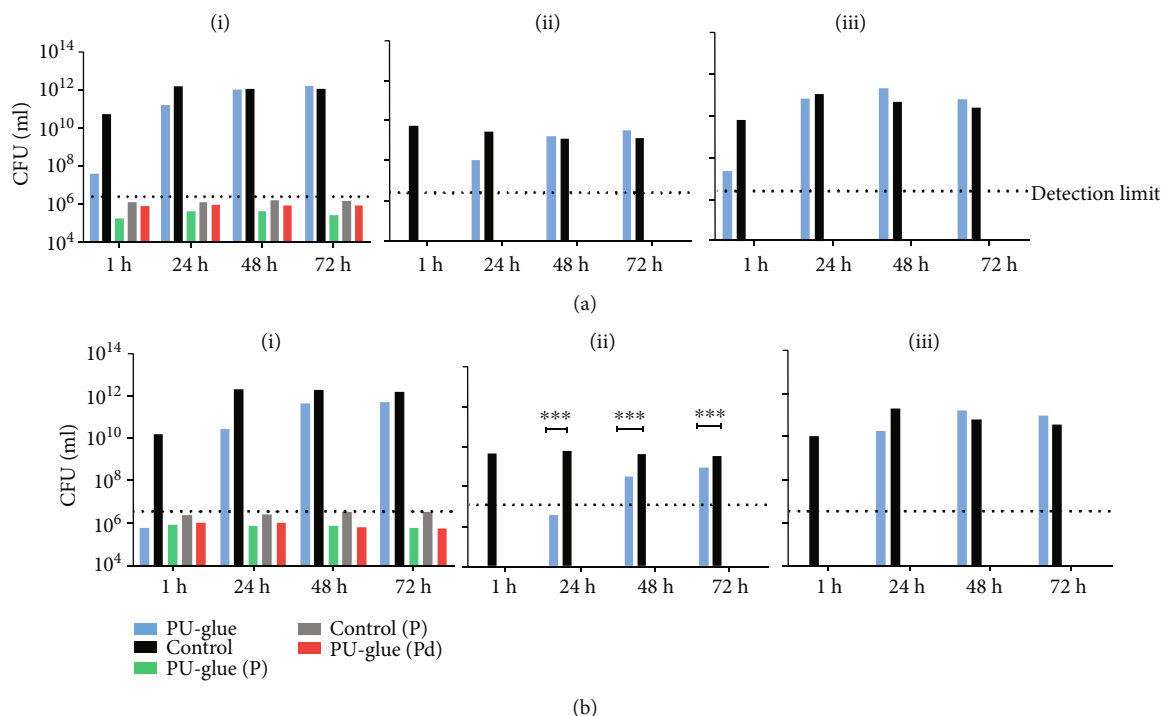 (i) (ii) (iii)
10^14
10^12
10^10
10^8
10^6
10^4
CFU (ml)
Detection limit
1 h 24 h 48 h 72 h 1 h 24 h 48 h 72 h 1 h 24 h 48 h 72 h
(a)
(i) (ii) (iii)
10^14
10^12
10^10
10^8
10^6
10^4
CFU (ml)
*** *** ***
1 h 24 h 48 h 72 h 1 h 24 h 48 h 72 h 1 h 24 h 48 h 72 h
PU-glue Control (P)
Control PU-glue (Pd)
PU-glue (P)
(b)